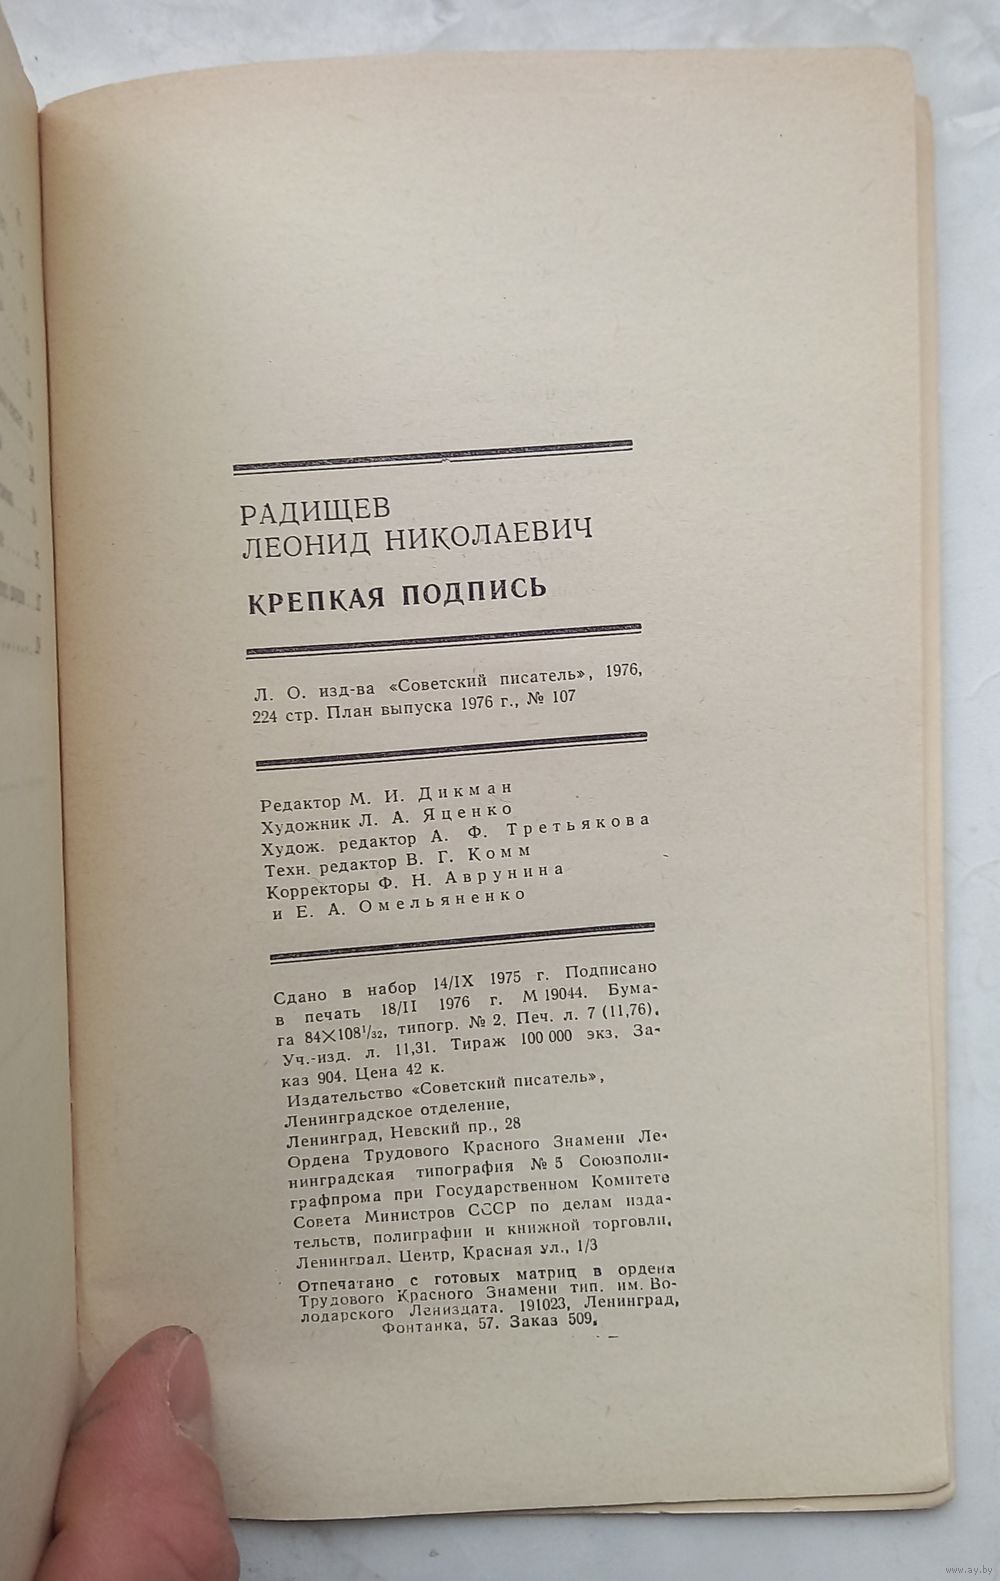 РАДИЩЕВ
ЛЕОНИД НИКОЛАЕВИЧ
КРЕПКАЯ ПОДПИСЬ
Л. О. изд-ва «Советский писатель», 1976,
224 стр. План выпуска 1976 г., № 107
Редактор М. И. Дикман
Художник Л. А. Яценко
Худож. редактор А. Ф. Третьякова
Техн. редактор В. Г. Комм
Корректоры Ф. Н. Аврунина
и Е. А. Омельяненко
Сдано в набор 14/IX 1975 г. Подписано
в печать 18/II 1976 г. М 19044. Бума-
га 84×108¹/₃₂, типогр. № 2. Печ. л. 7 (11,76).
Уч.-изд. л. 11,31. Тираж 100 000 экз. За-
каз 904. Цена 42 к.
Издательство «Советский писатель»,
Ленинградское отделение,
Ленинград, Невский пр., 28
Ордена Трудового Красного Знамени Ле-
нинградская типография № 5 Союзполи-
графпрома при Государственном Комитете
Совета Министров СССР по делам изда-
тельств, полиграфии и книжной торговли.
Ленинград, Центр, Красная ул., 1/3
Отпечатано с готовых матриц в ордена
Трудового Красного Знамени тип. им. Во-
лодарского Лениздата. 191023, Ленинград,
Фонтанка, 57. Заказ 509.
www.ay.by